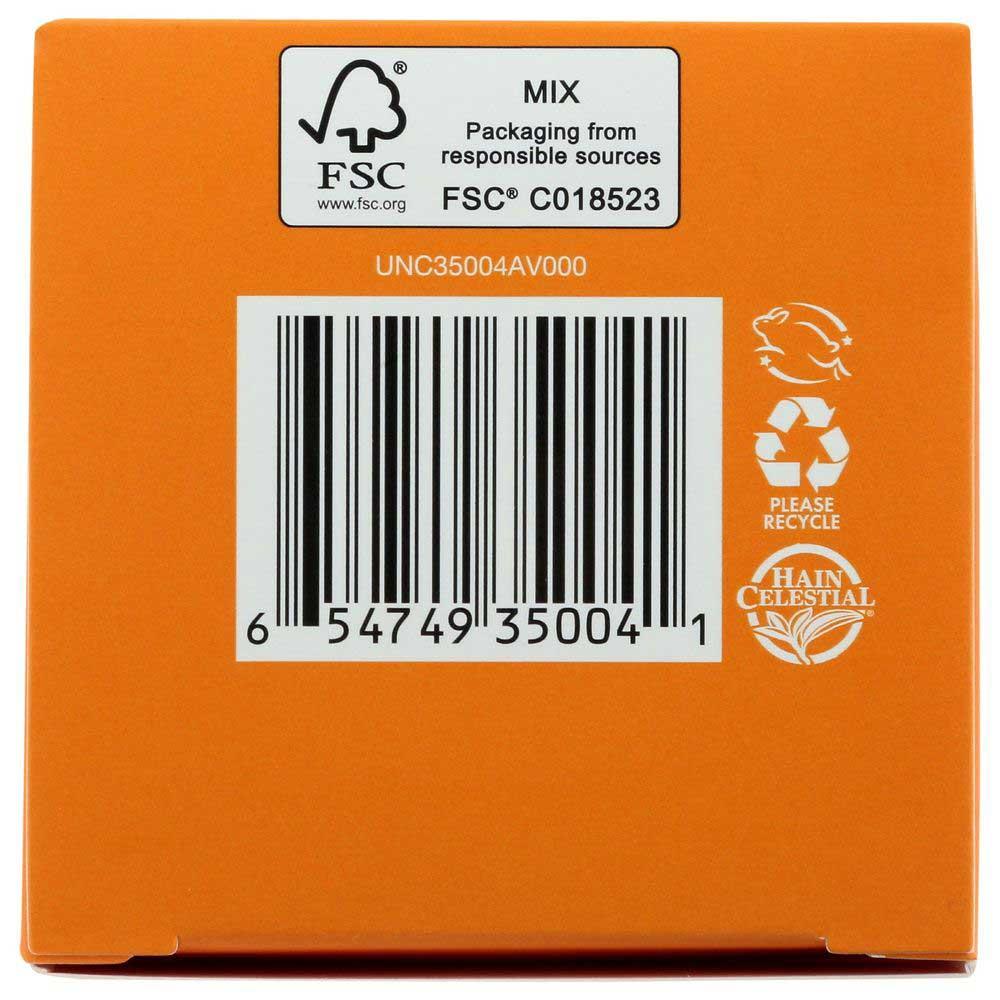 MIX
Packaging from
responsible sources
FSC® C018523
®
FSC
www.fsc.org
UNC35004AV000
6 54749 35004 1
PLEASE
RECYCLE
HAIN
CELESTIAL®